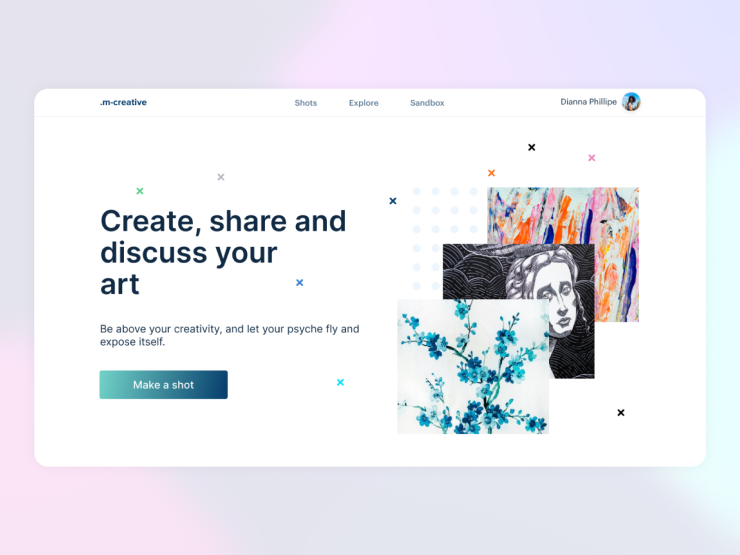 .m-creative
Shots
Explore
Sandbox
Dianna Phillipe
Create, share and
discuss your
art
Be above your creativity, and let your psyche fly and
expose itself.
Make a shot